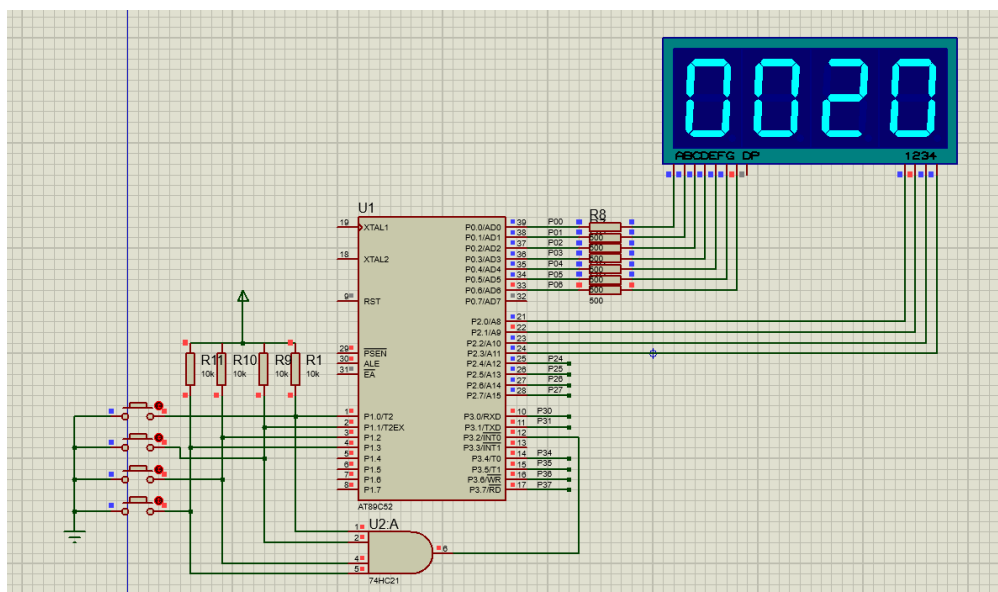 0020
ABCDEFG DP 1234
U1
R8
19 XTAL1
18 XTAL2
9 RST
29 PSEN
30 ALE
31 EA
1 P1.0/T2
2 P1.1/T2EX
3 P1.2
4 P1.3
5 P1.4
6 P1.5
7 P1.6
8 P1.7
P0.0/AD0 39 P00
P0.1/AD1 38 P01
P0.2/AD2 37 P02
P0.3/AD3 36 P03
P0.4/AD4 35 P04
P0.5/AD5 34 P05
P0.6/AD6 33 P06
P0.7/AD7 32
500
500
500
P2.0/A8 21
P2.1/A9 22
P2.2/A10 23
P2.3/A11 24
P2.4/A12 25 P24
P2.5/A13 26 P25
P2.6/A14 27 P26
P2.7/A15 28 P27
P3.0/RXD 10 P30
P3.1/TXD 11 P31
P3.2/INT0 12
P3.3/INT1 13
P3.4/T0 14 P34
P3.5/T1 15 P35
P3.6/WR 16 P36
P3.7/RD 17 P37
AT89C52
R11 R10 R9 R1
10k 10k 10k 10k
U2:A
1
2
4
5
6
74HC21